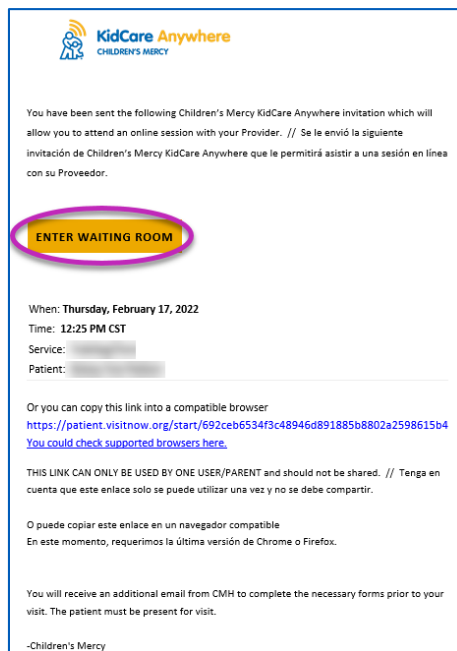 KidCare Anywhere
CHILDREN'S MERCY
You have been sent the following Children's Mercy KidCare Anywhere invitation which will
allow you to attend an online session with your Provider. // Se le envió la siguiente
invitación de Children's Mercy KidCare Anywhere que le permitirá asistir a una sesión en línea
con su Proveedor.
ENTER WAITING ROOM
When: Thursday, February 17, 2022
Time: 12:25 PM CST
Service:
Patient:
Or you can copy this link into a compatible browser
https://patient.visitnow.org/start/692ceb6534f3c48946d891885b8802a2598615b4
You could check supported browsers here.
THIS LINK CAN ONLY BE USED BY ONE USER/PARENT and should not be shared. // Tenga en
cuenta que este enlace solo se puede utilizar una vez y no se debe compartir.
O puede copiar este enlace en un navegador compatible
En este momento, requerimos la última versión de Chrome o Firefox.
You will receive an additional email from CMH to complete the necessary forms prior to your
visit. The patient must be present for visit.
-Children's Mercy